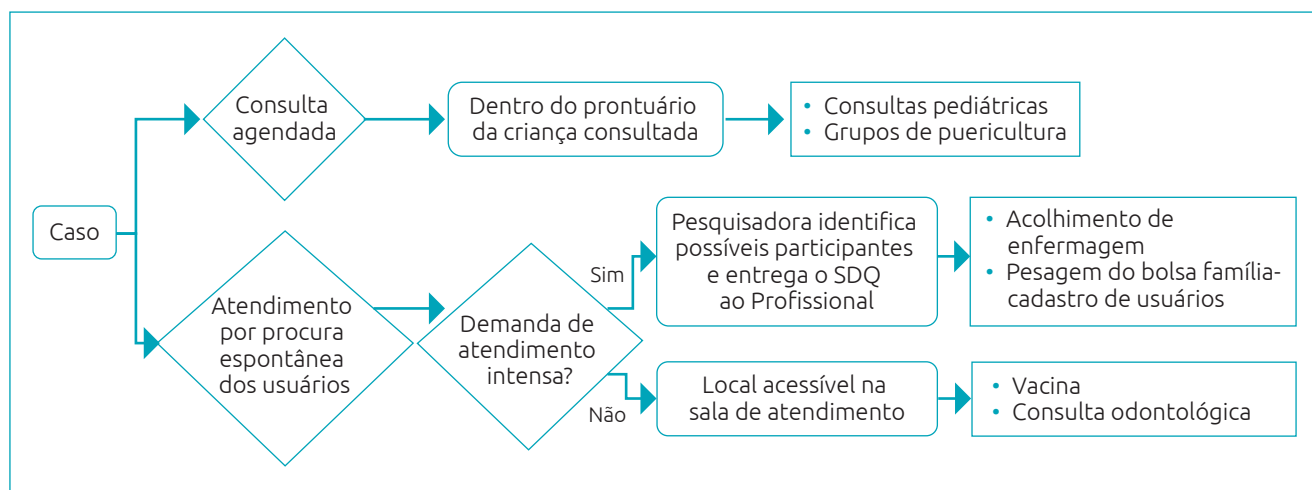 Consulta
agendada
Dentro do prontuário
da criança consultada
• Consultas pediátricas
• Grupos de puericultura
Caso
Atendimento
por procura
espontânea
dos usuários
Demanda de
atendimento
intensa?
Sim
Pesquisadora identifica
possíveis participantes
e entrega o SDQ
ao Profissional
• Acolhimento de
enfermagem
• Pesagem do bolsa família-
cadastro de usuários
Não
Local acessível na
sala de atendimento
• Vacina
• Consulta odontológica